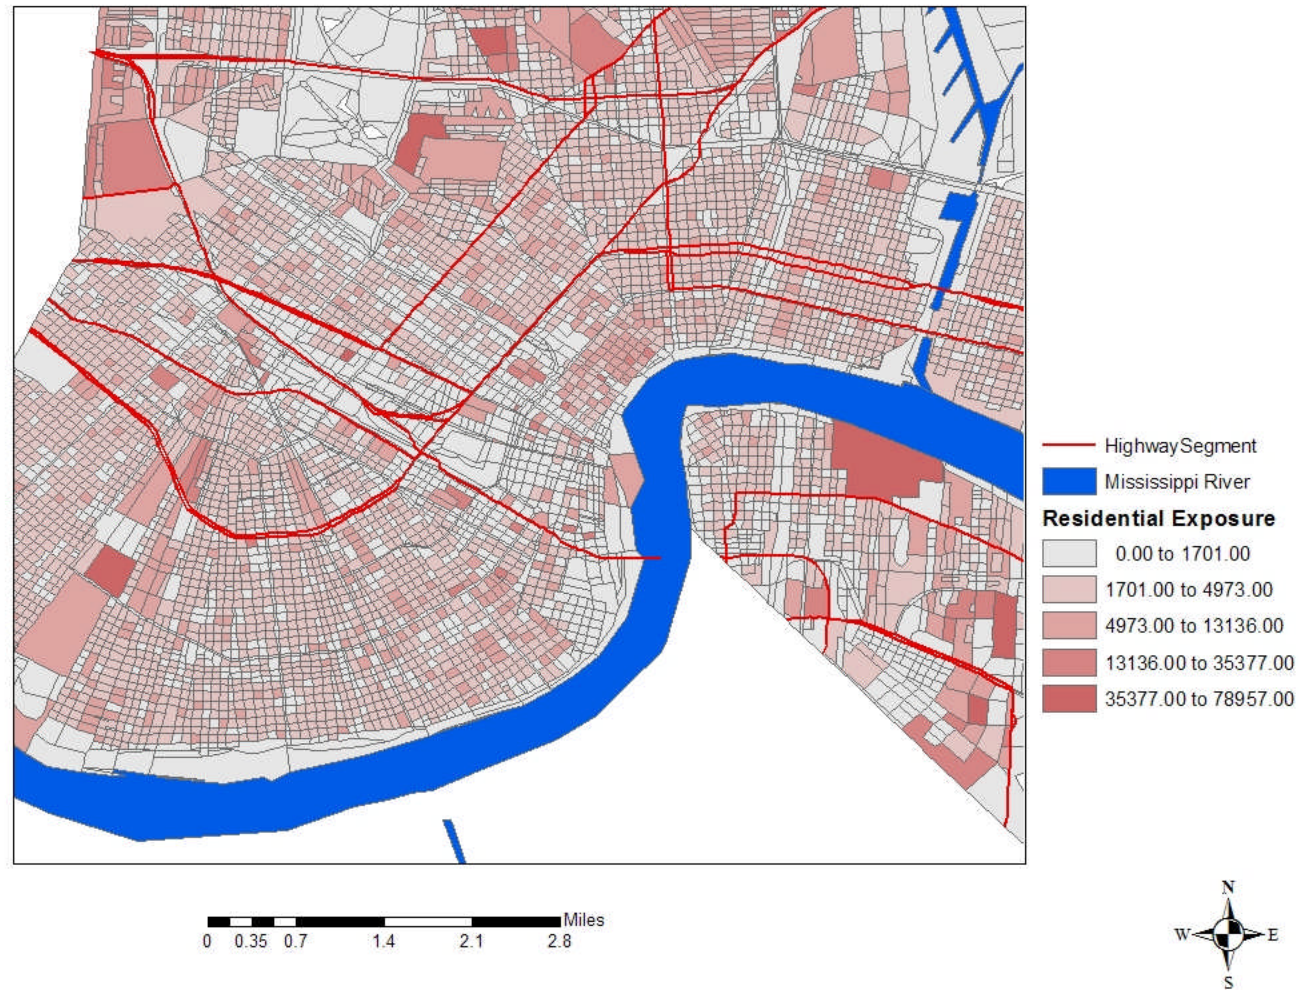 HighwaySegment
Mississippi River
Residential Exposure
0.00 to 1701.00
1701.00 to 4973.00
4973.00 to 13136.00
13136.00 to 35377.00
35377.00 to 78957.00
Miles
0 0.35 0.7 1.4 2.1 2.8
N
W E
S